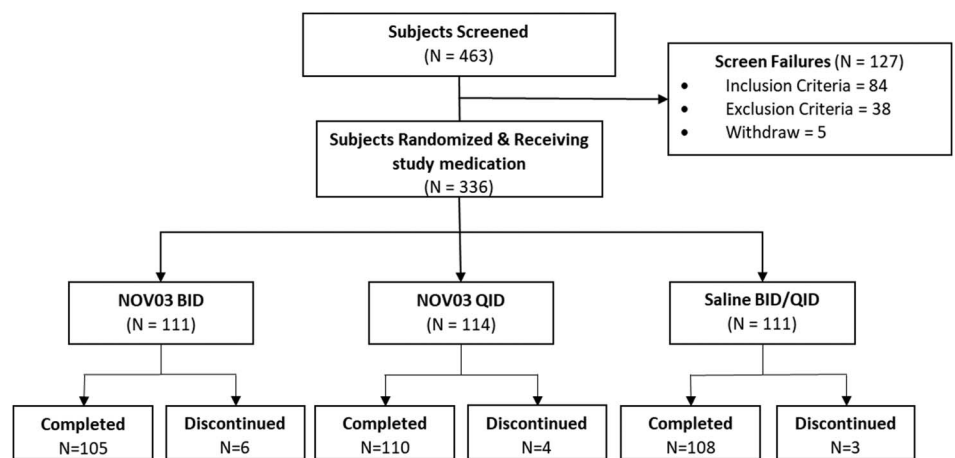 Subjects Screened
(N = 463)
Screen Failures (N = 127)
• Inclusion Criteria = 84
• Exclusion Criteria = 38
• Withdraw = 5
Subjects Randomized & Receiving
study medication
(N = 336)
NOV03 BID
(N = 111)
NOV03 QID
(N = 114)
Saline BID/QID
(N = 111)
Completed
N=105
Discontinued
N=6
Completed
N=110
Discontinued
N=4
Completed
N=108
Discontinued
N=3